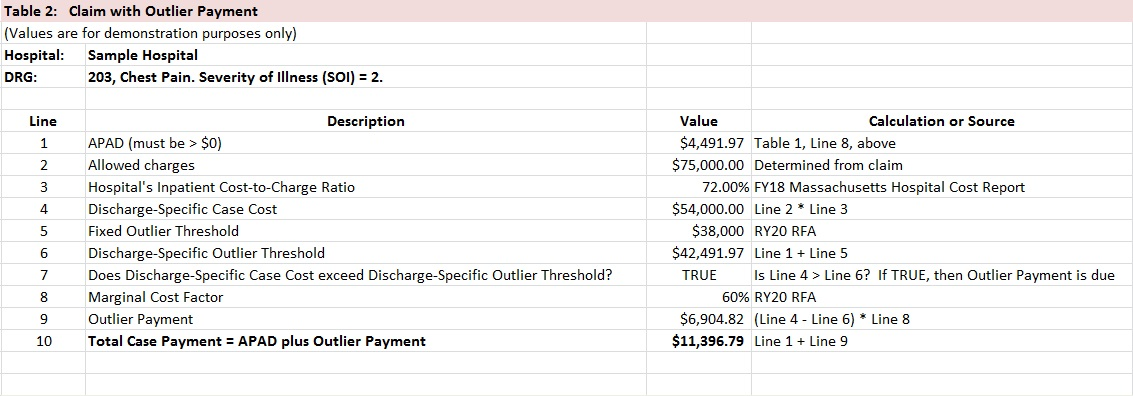 Table 2:   Claim with Outlier Payment
(Values are for demonstration purposes only)
Hospital: Sample Hospital
DRG: 203, Chest Pain. Severity of Illness (SOI) = 2.
Line Description Value Calculation or Source
1 APAD (must be > $0) $4,491.97 Table 1, Line 8, above
2 Allowed charges $75,000.00 Determined from claim
3 Hospital's Inpatient Cost-to-Charge Ratio 72.00% FY18 Massachusetts Hospital Cost Report
4 Discharge-Specific Case Cost $54,000.00 Line 2 * Line 3
5 Fixed Outlier Threshold $38,000 RY20 RFA
6 Discharge-Specific Outlier Threshold $42,491.97 Line 1 + Line 5
7 Does Discharge-Specific Case Cost exceed Discharge-Specific Outlier Threshold? TRUE Is Line 4 > Line 6?  If TRUE, then Outlier Payment is due
8 Marginal Cost Factor 60% RY20 RFA
9 Outlier Payment $6,904.82 (Line 4 - Line 6) * Line 8
10 Total Case Payment = APAD plus Outlier Payment $11,396.79 Line 1 + Line 9